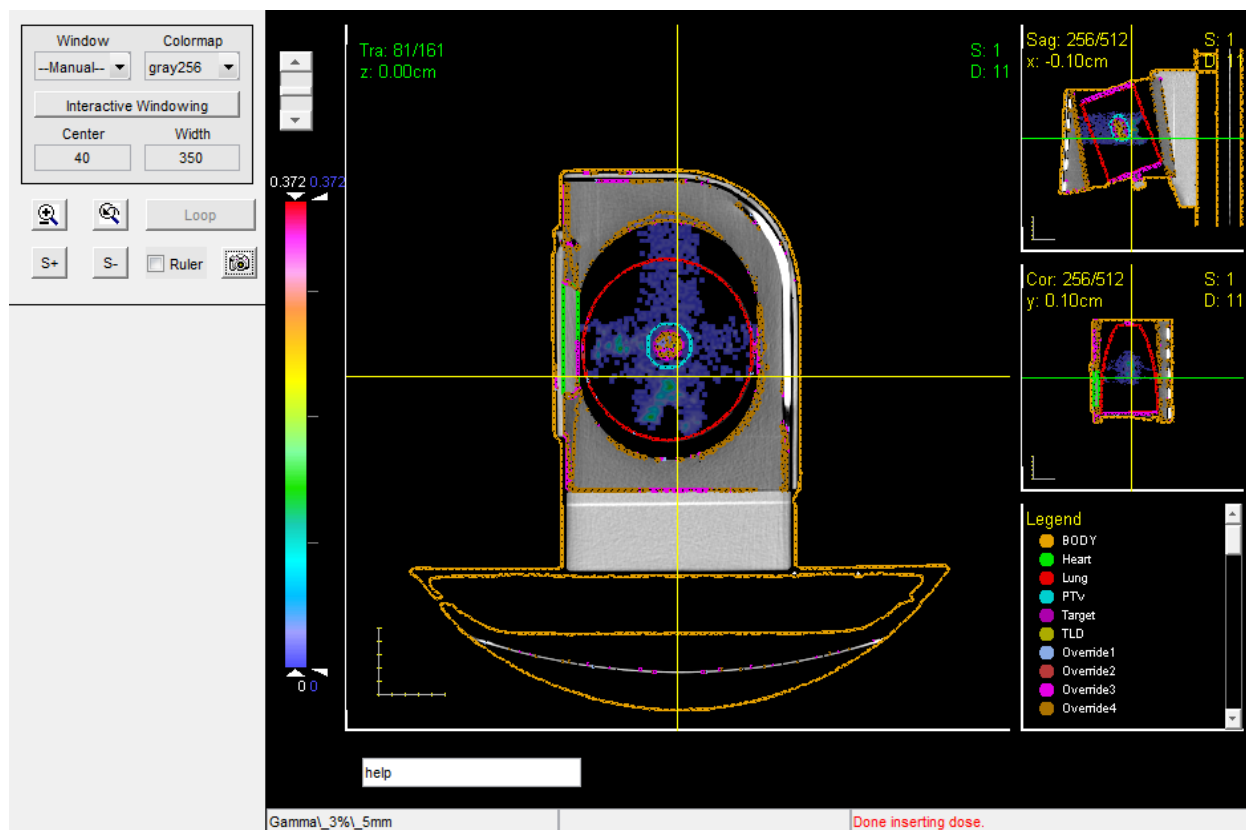 Window Colormap
--Manual-- gray256
Interactive Windowing
Center Width
40 350
Loop
S+ S- Ruler
0.372 0.372
0 0
Tra: 81/161
z: 0.00cm
S: 1
D: 11
Sag: 256/512
x: -0.10cm
S: 1
D: 11
Cor: 256/512
y: 0.10cm
S: 1
D: 11
Legend
BODY
Heart
Lung
PTv
Target
TLD
Override1
Override2
Override3
Override4
help
Gamma\_3%\_5mm
Done inserting dose.